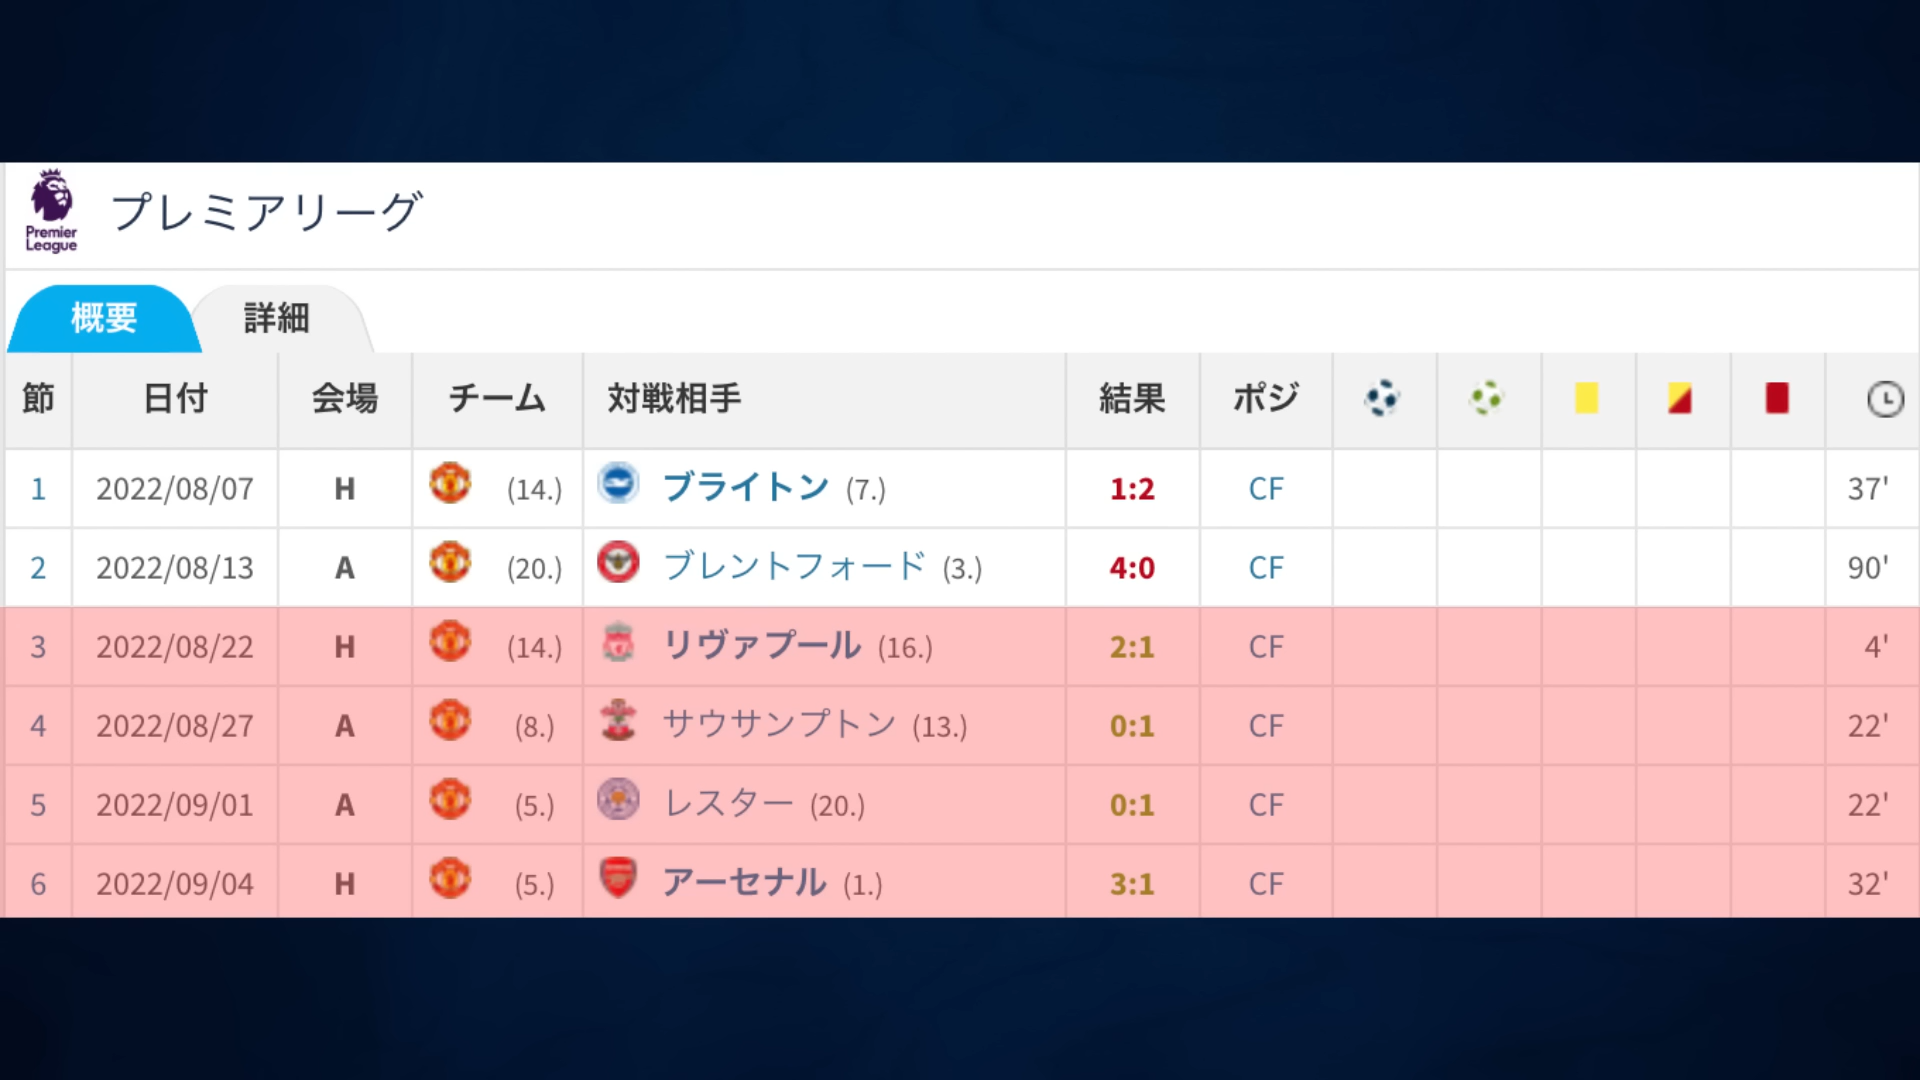 Premier
League
プレミアリーグ
概要 詳細
節 日付 会場 チーム 対戦相手 結果 ポジ
1 2022/08/07 H (14.) ブライトン (7.) 1:2 CF 37'
2 2022/08/13 A (20.) ブレントフォード (3.) 4:0 CF 90'
3 2022/08/22 H (14.) リヴァプール (16.) 2:1 CF 4'
4 2022/08/27 A (8.) サウサンプトン (13.) 0:1 CF 22'
5 2022/09/01 A (5.) レスター (20.) 0:1 CF 22'
6 2022/09/04 H (5.) アーセナル (1.) 3:1 CF 32'